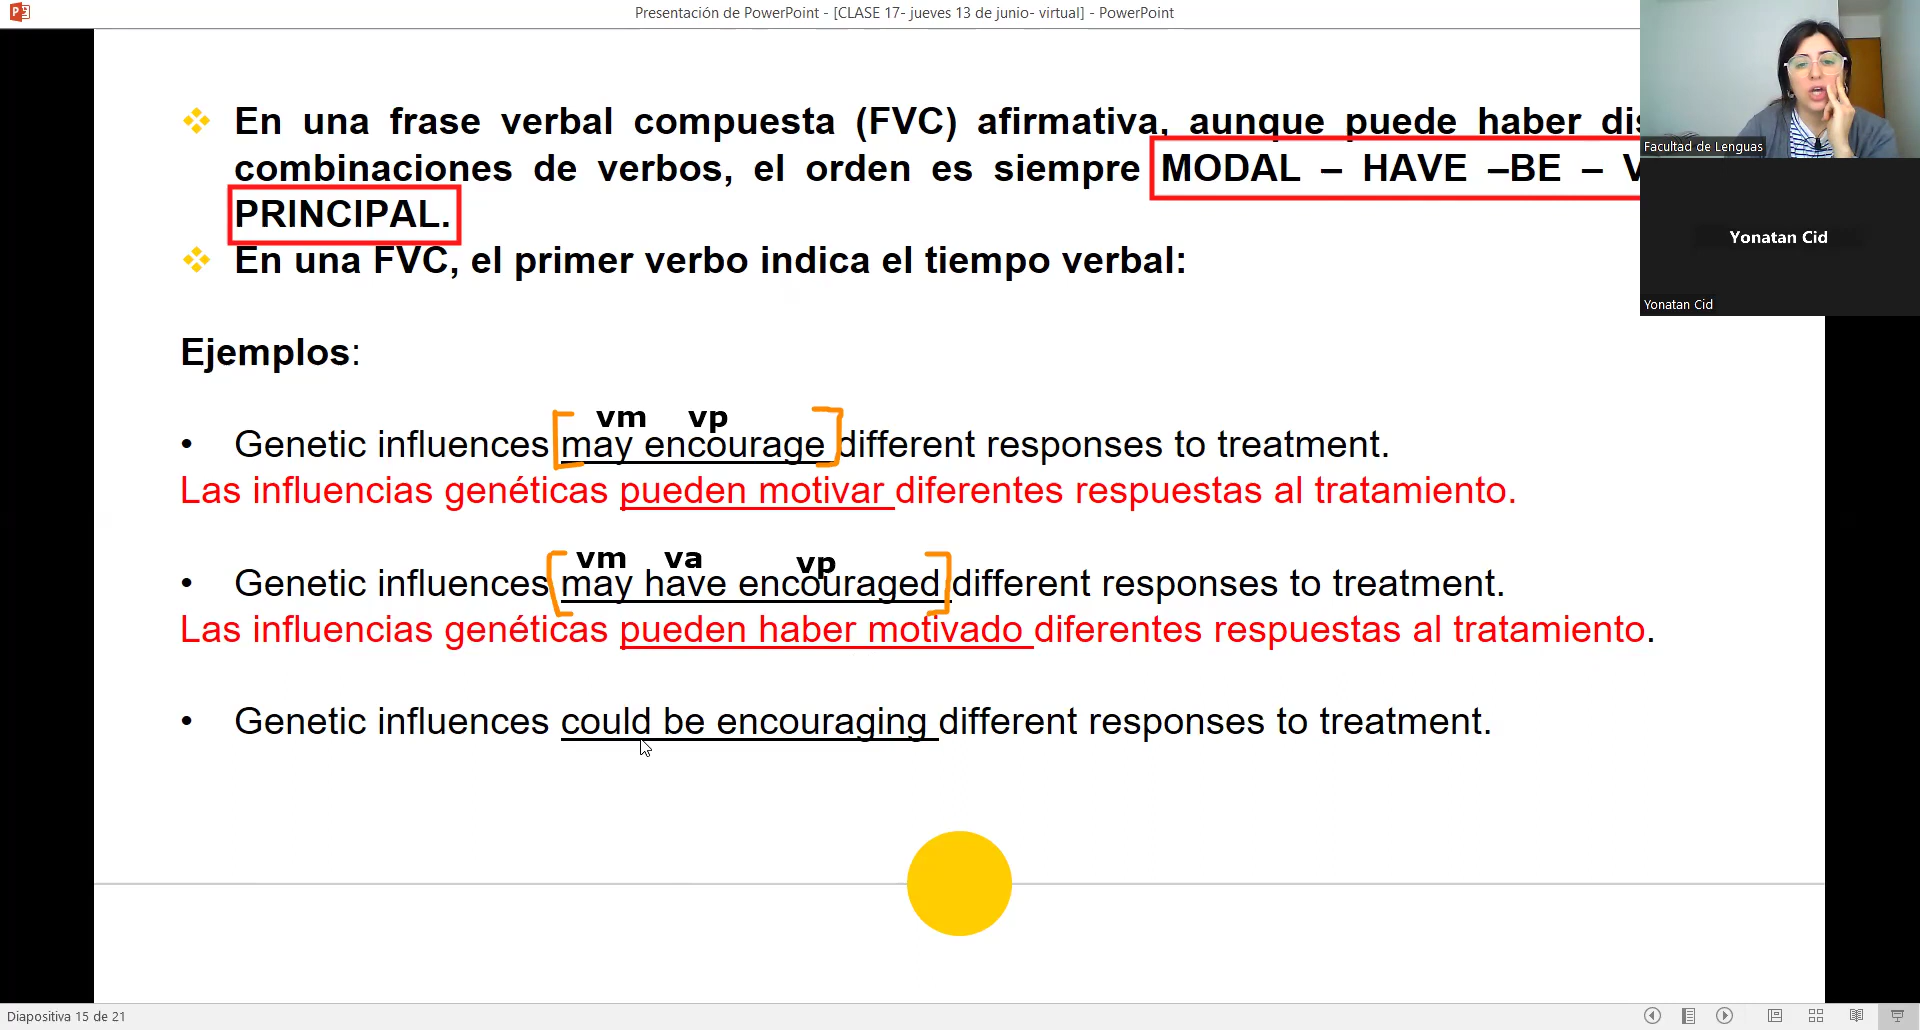 Presentación de PowerPoint - [CLASE 17- jueves 13 de junio- virtual] - PowerPoint
En una frase verbal compuesta (FVC) afirmativa, aunque puede haber
combinaciones de verbos, el orden es siempre MODAL – HAVE –BE –
PRINCIPAL.
En una FVC, el primer verbo indica el tiempo verbal:
Facultad de Lenguas
Yonatan Cid
Yonatan Cid
Ejemplos:
vm vp
• Genetic influences may encourage different responses to treatment.
Las influencias genéticas pueden motivar diferentes respuestas al tratamiento.
vm va vp
• Genetic influences may have encouraged different responses to treatment.
Las influencias genéticas pueden haber motivado diferentes respuestas al tratamiento.
• Genetic influences could be encouraging different responses to treatment.
Diapositiva 15 de 21